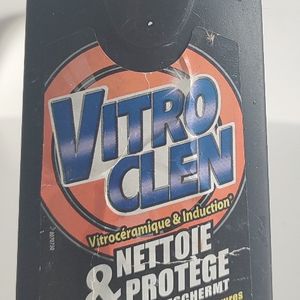 VITRO
CLEN
Vitrocéramique & Induction
NETTOIE
& PROTÈGE